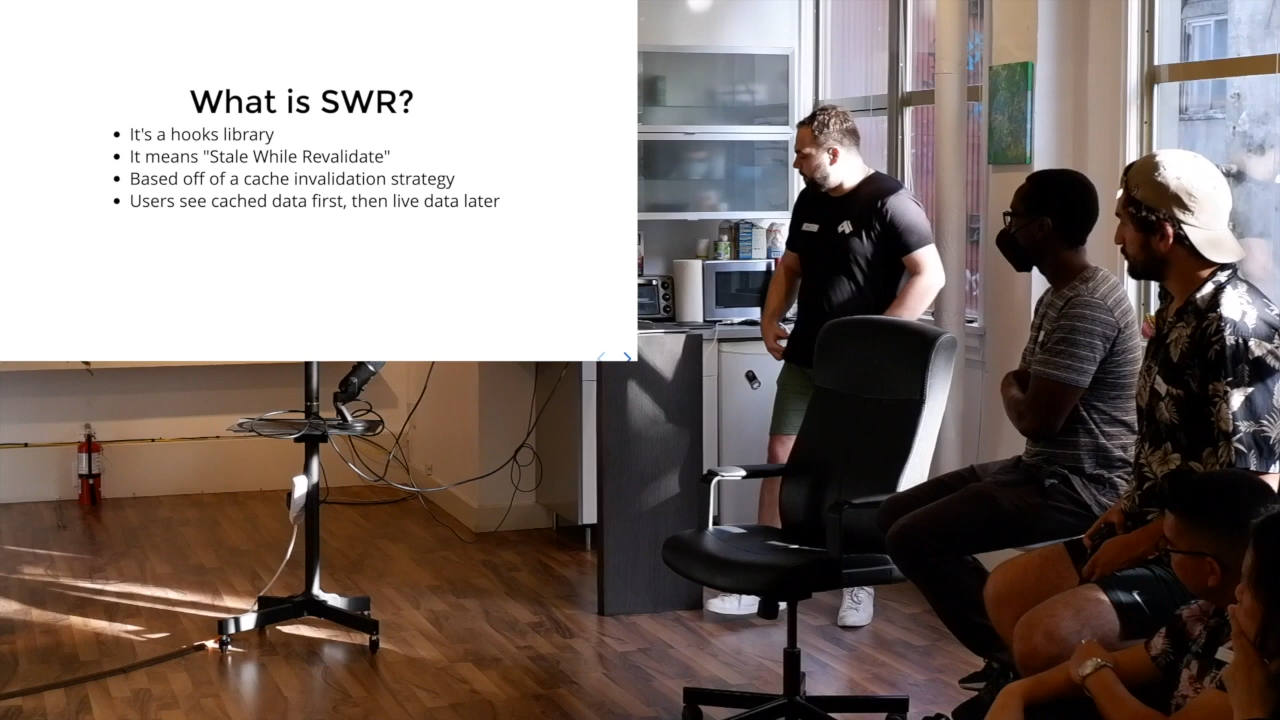 What is SWR?
It's a hooks library
It means "Stale While Revalidate"
Based off of a cache invalidation strategy
Users see cached data first, then live data later